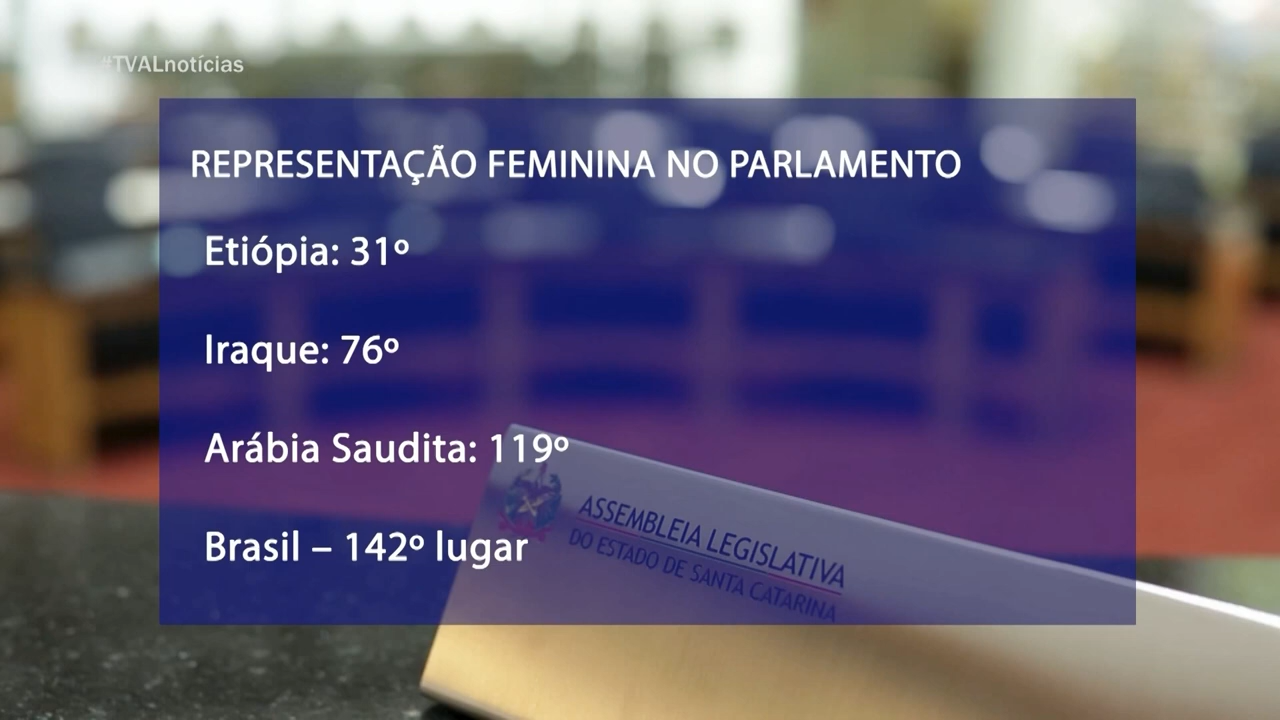 #TVALnotícias
REPRESENTAÇÃO FEMININA NO PARLAMENTO
Etiópia: 31º
Iraque: 76º
Arábia Saudita: 119º
Brasil – 142º lugar
ASSEMBLEIA LEGISLATIVA
DO ESTADO DE SANTA CATARINA